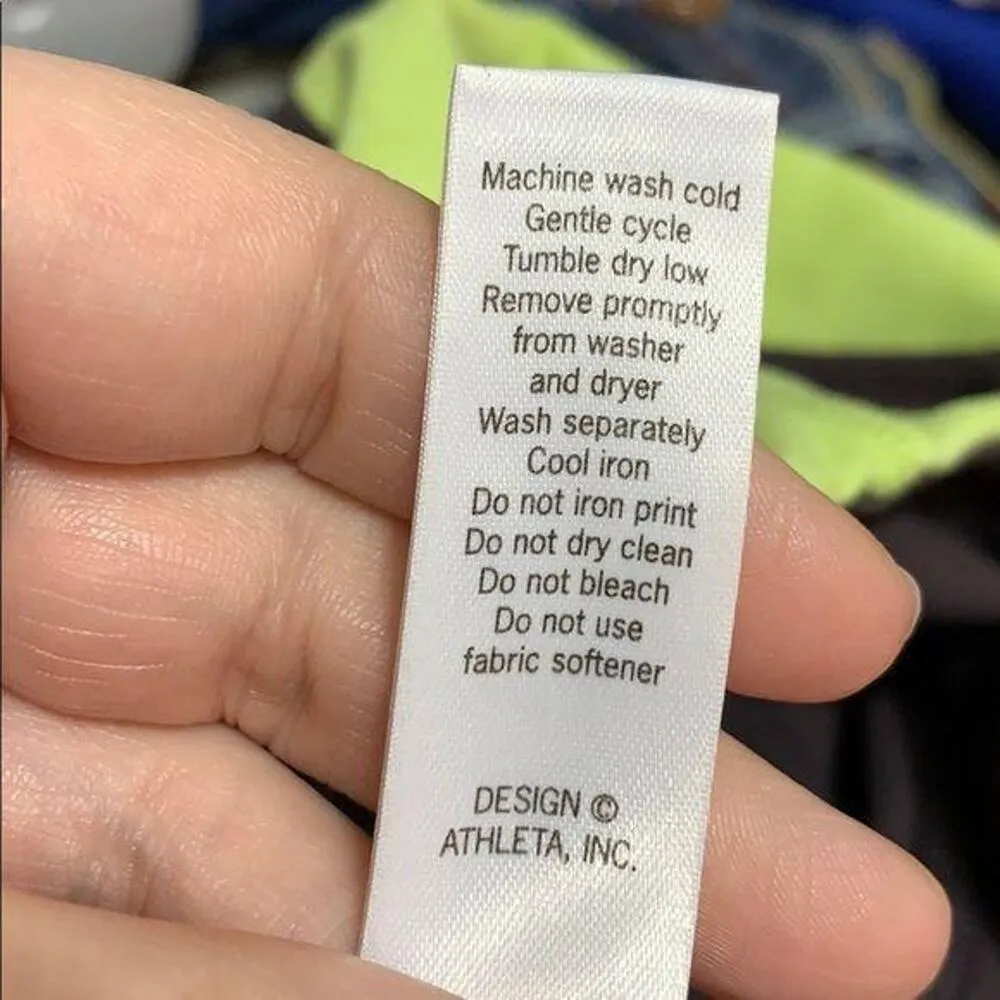 Machine wash cold
Gentle cycle
Tumble dry low
Remove promptly
from washer
and dryer
Wash separately
Cool iron
Do not iron print
Do not dry clean
Do not bleach
Do not use
fabric softener
DESIGN ©
ATHLETA, INC.